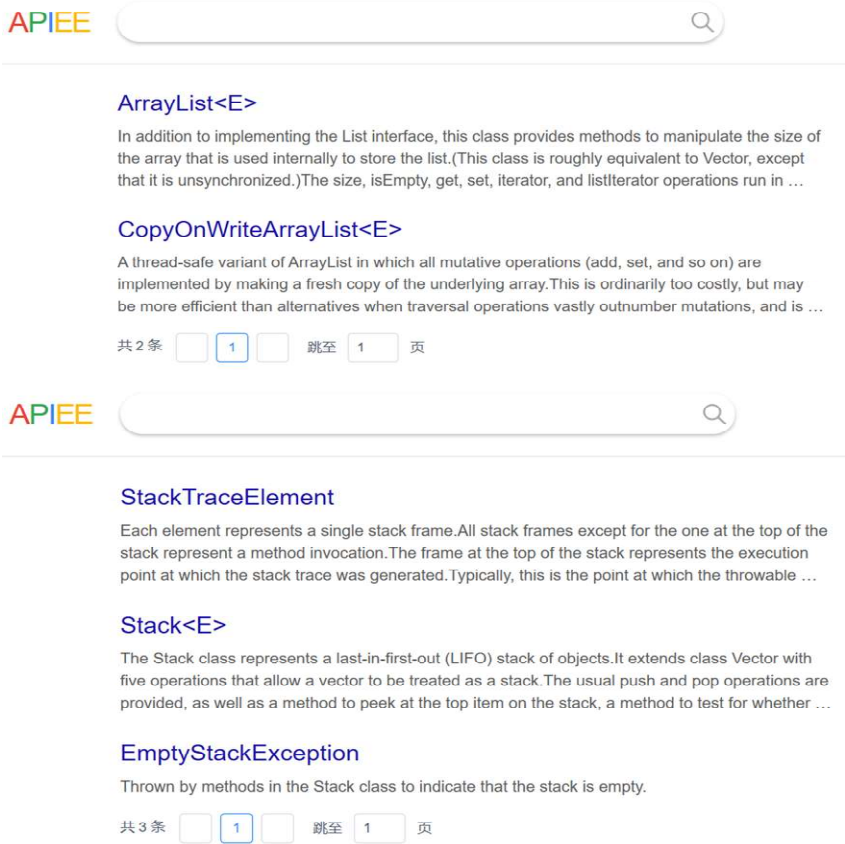 APIEE
ArrayList<E>
In addition to implementing the List interface, this class provides methods to manipulate the size of
the array that is used internally to store the list.(This class is roughly equivalent to Vector, except
that it is unsynchronized.)The size, isEmpty, get, set, iterator, and listIterator operations run in …
CopyOnWriteArrayList<E>
A thread-safe variant of ArrayList in which all mutative operations (add, set, and so on) are
implemented by making a fresh copy of the underlying array.This is ordinarily too costly, but may
be more efficient than alternatives when traversal operations vastly outnumber mutations, and is …
共 2 条 1 跳至 1 页
APIEE
StackTraceElement
Each element represents a single stack frame.All stack frames except for the one at the top of the
stack represent a method invocation.The frame at the top of the stack represents the execution
point at which the stack trace was generated.Typically, this is the point at which the throwable …
Stack<E>
The Stack class represents a last-in-first-out (LIFO) stack of objects.It extends class Vector with
five operations that allow a vector to be treated as a stack.The usual push and pop operations are
provided, as well as a method to peek at the top item on the stack, a method to test for whether …
EmptyStackException
Thrown by methods in the Stack class to indicate that the stack is empty.
共 3 条 1 跳至 1 页